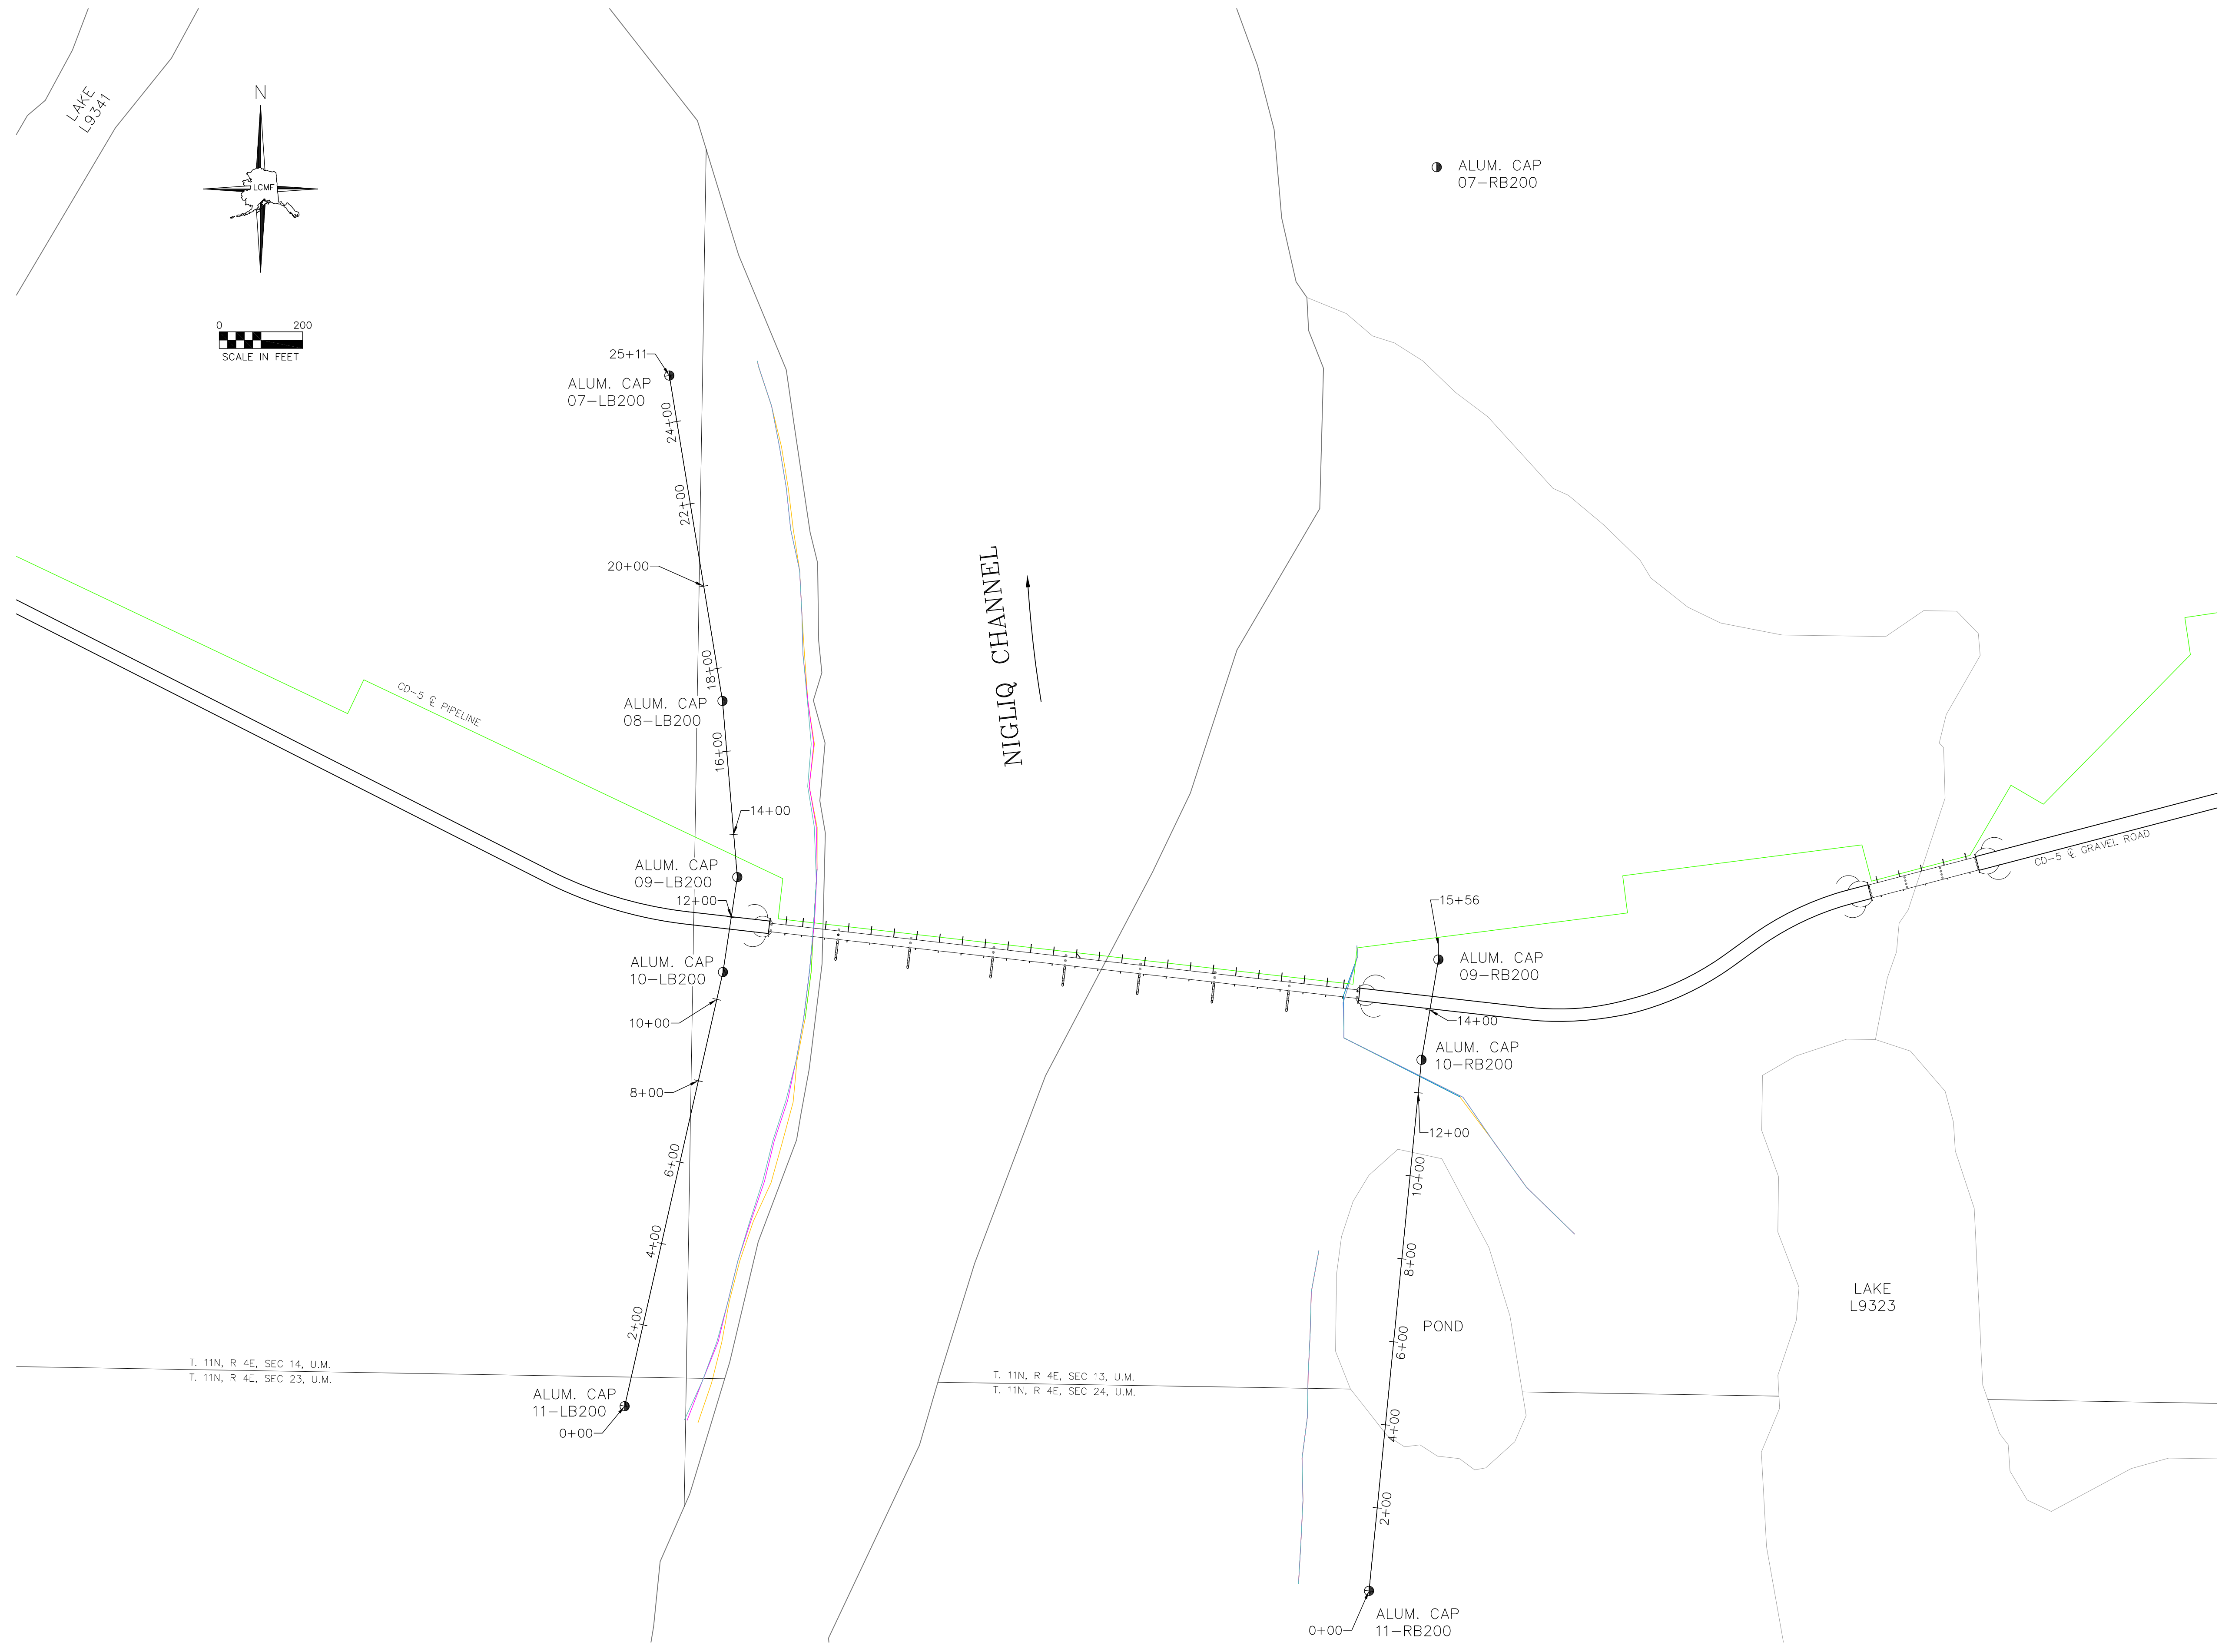 LAKE
L9341
N
LCMF
0 200
SCALE IN FEET
ALUM. CAP
07-RB200
25+11
ALUM. CAP
07-LB200
24+00
22+00
20+00
18+00
ALUM. CAP
08-LB200
16+00
14+00
NIGLIQ CHANNEL
CD-5 ℄ PIPELINE
ALUM. CAP
09-LB200
12+00
ALUM. CAP
10-LB200
10+00
8+00
6+00
4+00
2+00
CD-5 ℄ GRAVEL ROAD
15+56
ALUM. CAP
09-RB200
14+00
ALUM. CAP
10-RB200
12+00
10+00
8+00
6+00
4+00
2+00
POND
LAKE
L9323
T. 11N, R 4E, SEC 14, U.M.
T. 11N, R 4E, SEC 23, U.M.
T. 11N, R 4E, SEC 13, U.M.
T. 11N, R 4E, SEC 24, U.M.
ALUM. CAP
11-LB200
0+00
ALUM. CAP
11-RB200
0+00